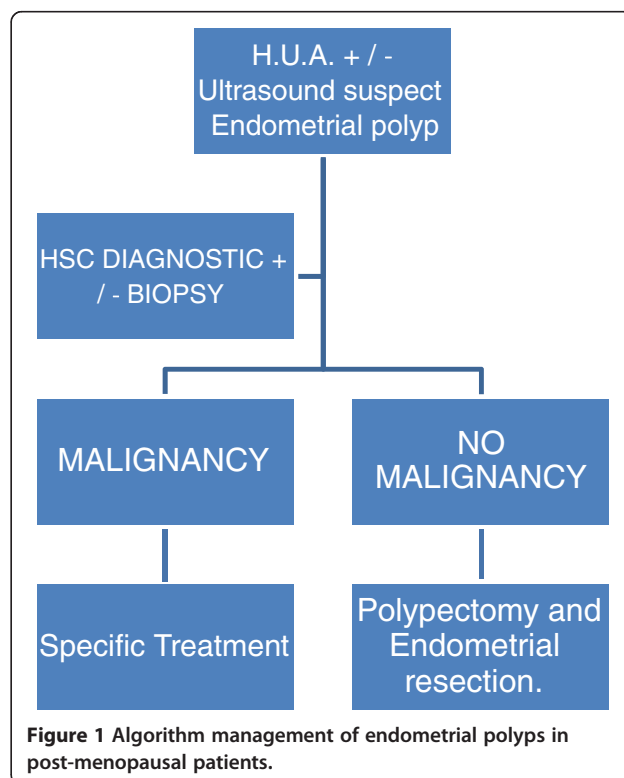 H.U.A. + / -
Ultrasound suspect
Endometrial polyp
HSC DIAGNOSTIC +
/ - BIOPSY
MALIGNANCY
NO
MALIGNANCY
Specific Treatment
Polypectomy and
Endometrial
resection.
Figure 1 Algorithm management of endometrial polyps in
post-menopausal patients.